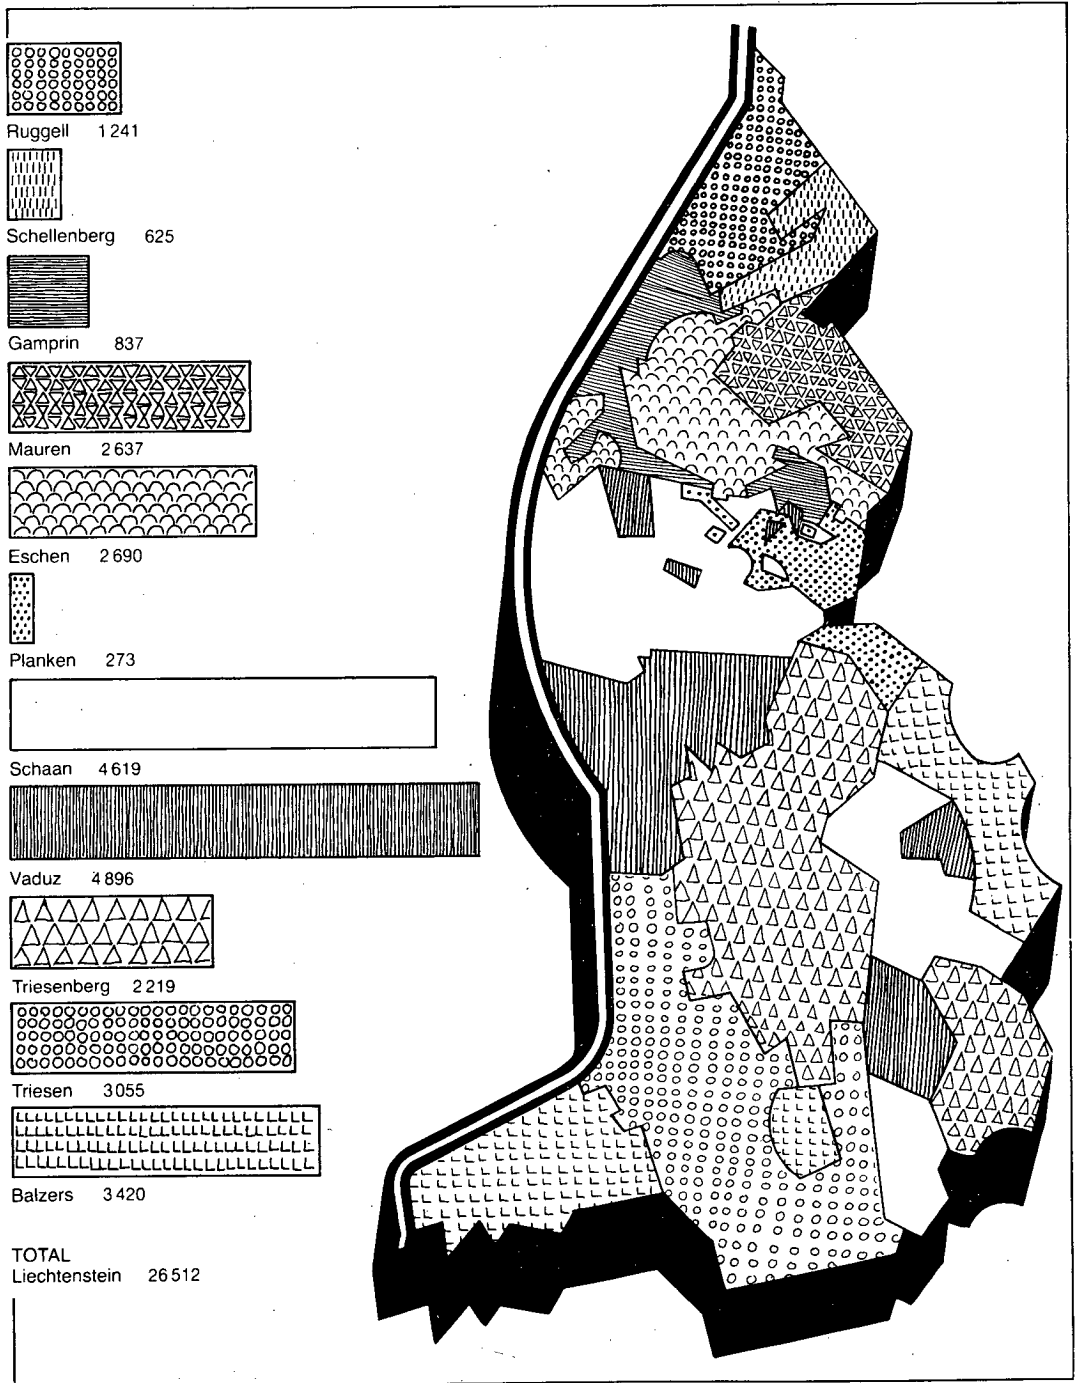 Ruggell 1 241
Schellenberg 625
Gamprin 837
Mauren 2 637
Eschen 2 690
Planken 273
Schaan 4 619
Vaduz 4 896
Triesenberg 2 219
Triesen 3 055
Balzers 3 420
TOTAL
Liechtenstein 26 512